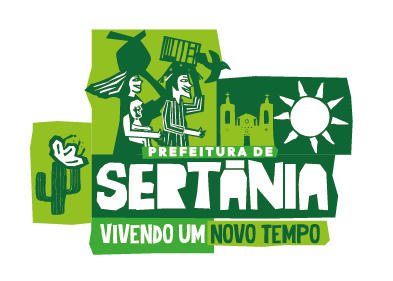 PREFEITURA DE
SERTÂNIA
VIVENDO UM NOVO TEMPO